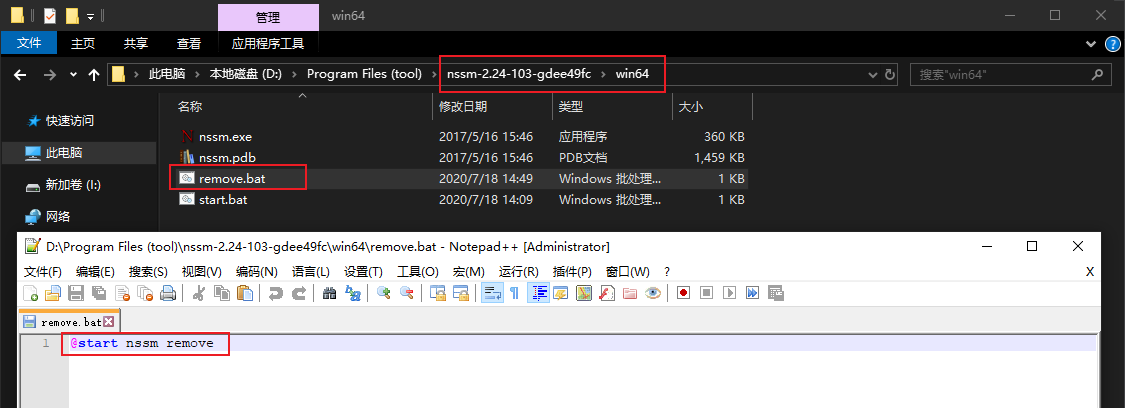 管理 win64
文件 主页 共享 查看 应用程序工具
此电脑 › 本地磁盘 (D:) › Program Files (tool) › nssm-2.24-103-gdee49fc › win64 搜索"win64"
名称 修改日期 类型 大小
快速访问
此电脑
新加卷 (I:)
网络
nssm.exe 2017/5/16 15:46 应用程序 360 KB
nssm.pdb 2017/5/16 15:46 PDB文档 1,459 KB
remove.bat 2020/7/18 14:49 Windows 批处理... 1 KB
start.bat 2020/7/18 14:09 Windows 批处理... 1 KB
D:\Program Files (tool)\nssm-2.24-103-gdee49fc\win64\remove.bat - Notepad++ [Administrator]
文件(F) 编辑(E) 搜索(S) 视图(V) 编码(N) 语言(L) 设置(T) 工具(O) 宏(M) 运行(R) 插件(P) 窗口(W) ? X
remove.bat
1 @start nssm remove